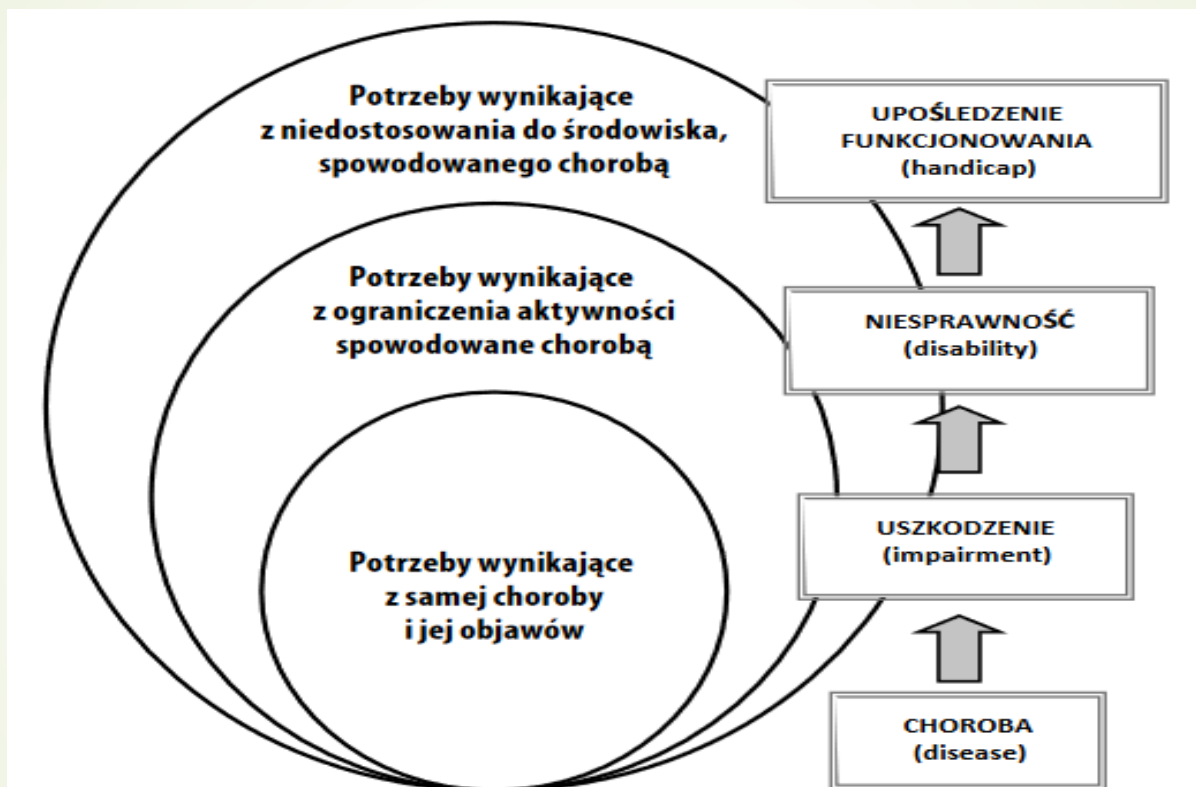 Potrzeby wynikające
z niedostosowania do środowiska,
spowodowanego chorobą
UPOŚLEDZENIE
FUNKCJONOWANIA
(handicap)
Potrzeby wynikające
z ograniczenia aktywności
spowodowane chorobą
NIESPRAWNOŚĆ
(disability)
Potrzeby wynikające
z samej choroby
i jej objawów
USZKODZENIE
(impairment)
CHOROBA
(disease)